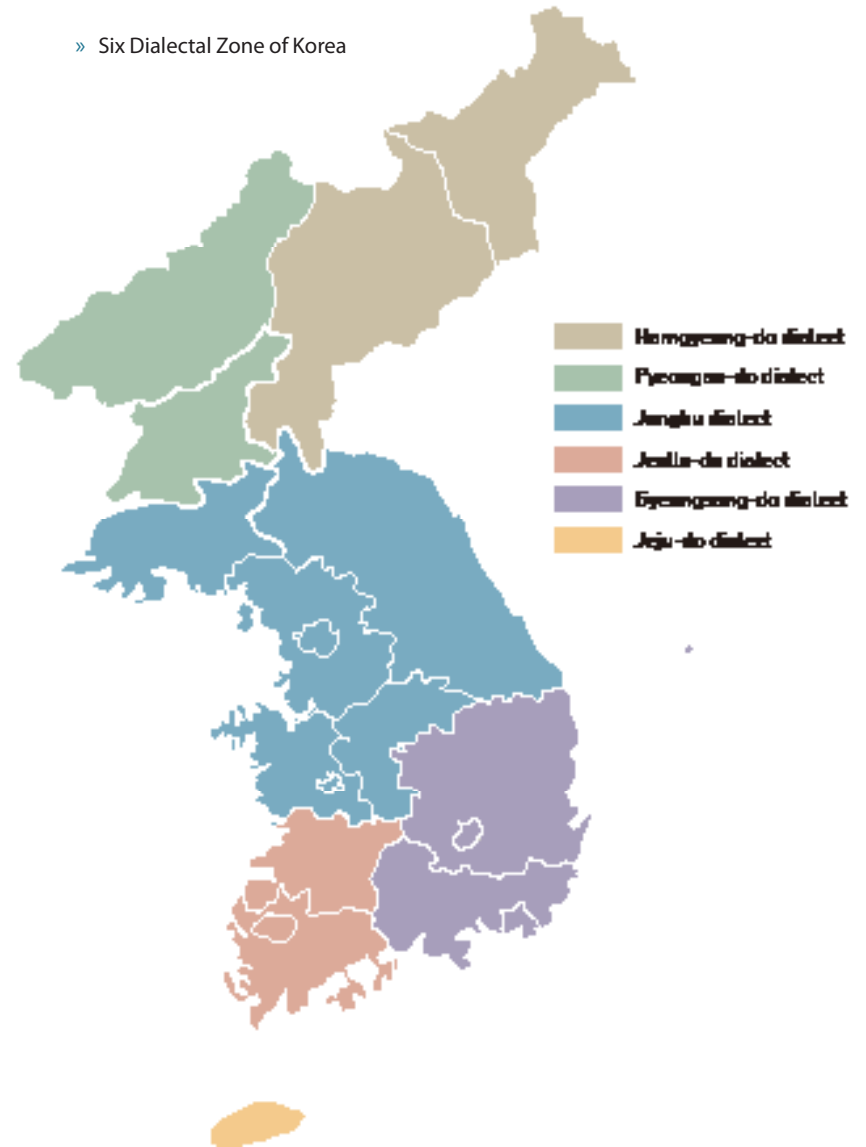 » Six Dialectal Zone of Korea
Hamgyeong-do dialect
Pyeongan-do dialect
Jungbu dialect
Jeolla-do dialect
Gyeongsang-do dialect
Jeju-do dialect